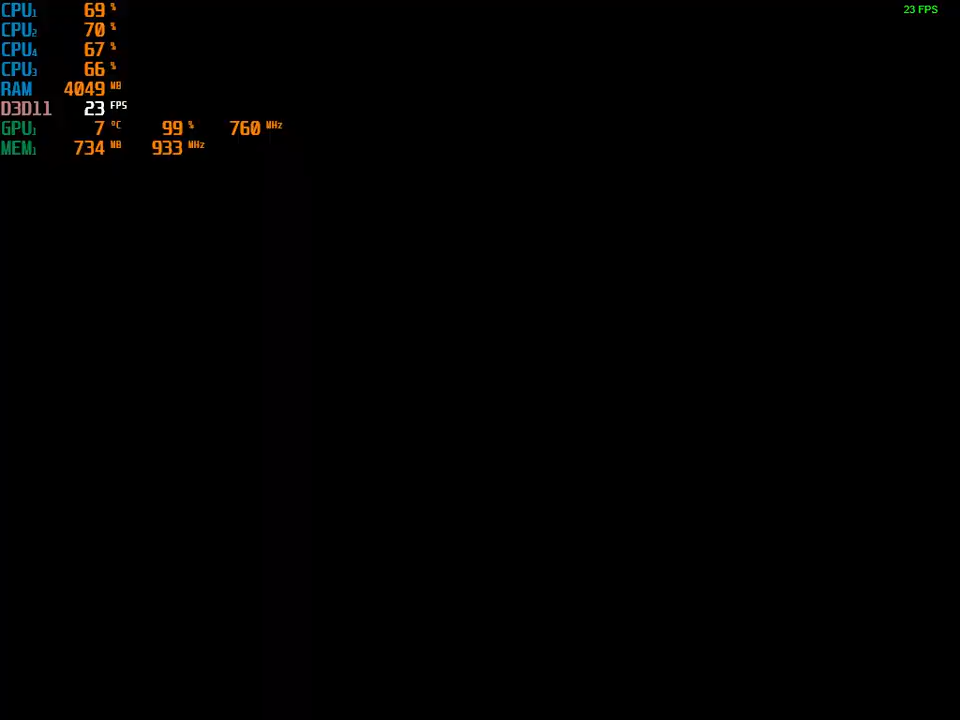 CPU₁ 69 %
23 FPS
CPU₂ 70 %
CPU₄ 67 %
CPU₃ 66 %
RAM 4049 MB
D3D11 23 FPS
GPU₁ 7 °C 99 % 760 MHz
MEM₁ 734 MB 933 MHz